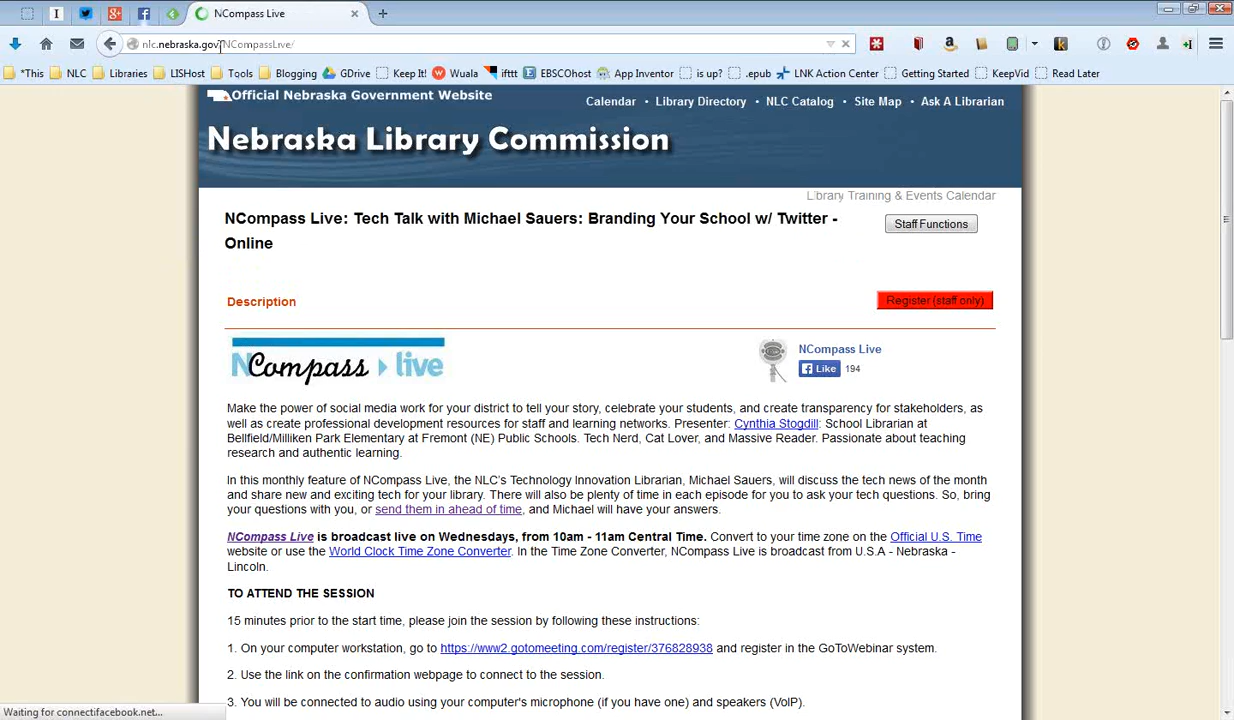 NCompass Live
nlc.nebraska.gov/NCompassLive/
*This NLC Libraries LISHost Tools Blogging GDrive Keep It! Wuala ifttt EBSCOhost App Inventor is up? .epub LNK Action Center Getting Started KeepVid Read Later
Official Nebraska Government Website
Calendar • Library Directory • NLC Catalog • Site Map • Ask A Librarian
Nebraska Library Commission
Library Training & Events Calendar
NCompass Live: Tech Talk with Michael Sauers: Branding Your School w/ Twitter -
Online
Staff Functions
Description
Register (staff only)
NCompass live
NCompass Live
Like 194
Make the power of social media work for your district to tell your story, celebrate your students, and create transparency for stakeholders, as
well as create professional development resources for staff and learning networks. Presenter: Cynthia Stogdill: School Librarian at
Bellfield/Milliken Park Elementary at Fremont (NE) Public Schools. Tech Nerd, Cat Lover, and Massive Reader. Passionate about teaching
research and authentic learning.
In this monthly feature of NCompass Live, the NLC's Technology Innovation Librarian, Michael Sauers, will discuss the tech news of the month
and share new and exciting tech for your library. There will also be plenty of time in each episode for you to ask your tech questions. So, bring
your questions with you, or send them in ahead of time, and Michael will have your answers.
NCompass Live is broadcast live on Wednesdays, from 10am - 11am Central Time. Convert to your time zone on the Official U.S. Time
website or use the World Clock Time Zone Converter. In the Time Zone Converter, NCompass Live is broadcast from U.S.A - Nebraska -
Lincoln.
TO ATTEND THE SESSION
15 minutes prior to the start time, please join the session by following these instructions:
1. On your computer workstation, go to https://www2.gotomeeting.com/register/376828938 and register in the GoToWebinar system.
2. Use the link on the confirmation webpage to connect to the session.
3. You will be connected to audio using your computer's microphone (if you have one) and speakers (VoIP).
Waiting for connectifacebook.net...